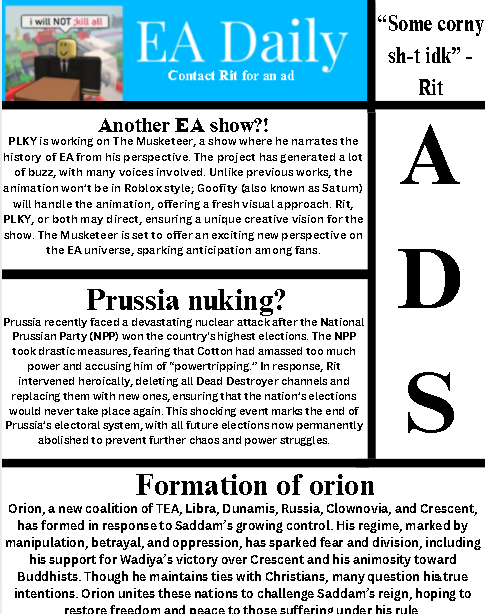 i will NOT ;kill all
EA Daily
Contact Rit for an ad
“Some corny
sh-t idk” -
Rit
Another EA show?!
PLKY is working on The Musketeer, a show where he narrates the
history of EA from his perspective. The project has generated a lot
of buzz, with many voices involved. Unlike previous works, the
animation won’t be in Roblox style; Goofity (also known as Saturn)
will handle the animation, offering a fresh visual approach. Rit,
PLKY, or both may direct, ensuring a unique creative vision for the
show. The Musketeer is set to offer an exciting new perspective on
the EA universe, sparking anticipation among fans.
A
D
S
Prussia nuking?
Prussia recently faced a devastating nuclear attack after the National
Prussian Party (NPP) won the country’s highest elections. The NPP
took drastic measures, fearing that Cotton had amassed too much
power and accusing him of “powertripping.” In response, Rit
intervened heroically, deleting all Dead Destroyer channels and
replacing them with new ones, ensuring that the nation’s elections
would never take place again. This shocking event marks the end of
Prussia’s electoral system, with all future elections now permanently
abolished to prevent further chaos and power struggles.
Formation of orion
Orion, a new coalition of TEA, Libra, Dunamis, Russia, Clownovia, and Crescent,
has formed in response to Saddam’s growing control. His regime, marked by
manipulation, betrayal, and oppression, has sparked fear and division, including
his support for Wadiya’s victory over Crescent and his animosity toward
Buddhists. Though he maintains ties with Christians, many question his true
intentions. Orion unites these nations to challenge Saddam’s reign, hoping to
restore freedom and peace to those suffering under his rule